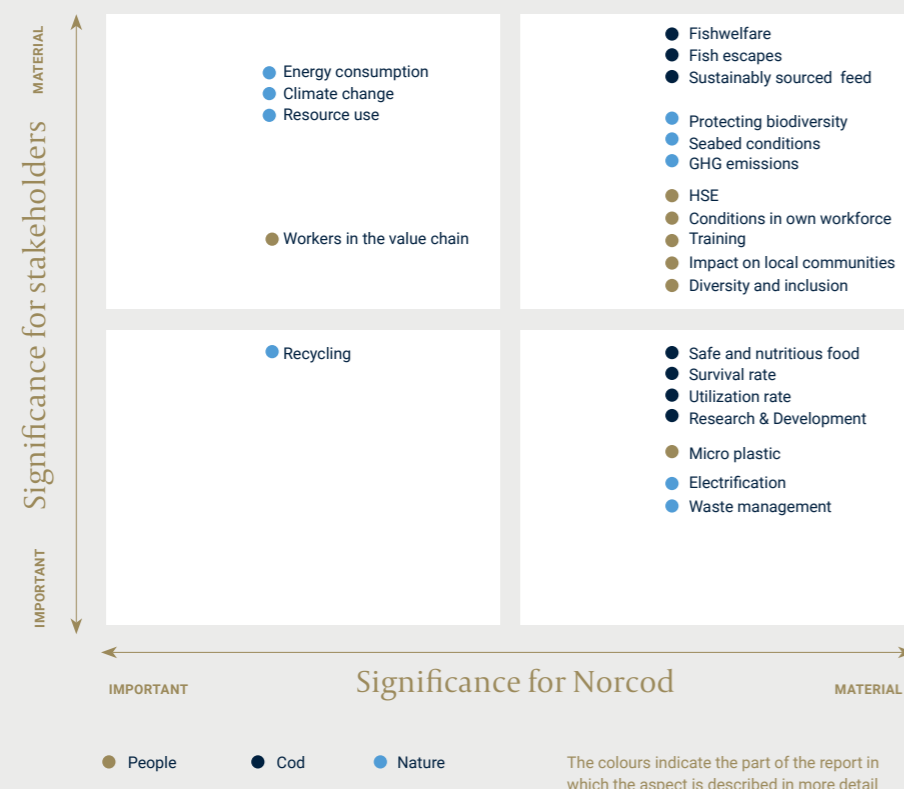 MATERIAL
Significance for stakeholders
IMPORTANT
Energy consumption
Climate change
Resource use
Workers in the value chain
Fishwelfare
Fish escapes
Sustainably sourced feed
Protecting biodiversity
Seabed conditions
GHG emissions
HSE
Conditions in own workforce
Training
Impact on local communities
Diversity and inclusion
Recycling
Safe and nutritious food
Survival rate
Utilization rate
Research & Development
Micro plastic
Electrification
Waste management
IMPORTANT
Significance for Norcod
MATERIAL
People
Cod
Nature
The colours indicate the part of the report in
which the aspect is described in more detail